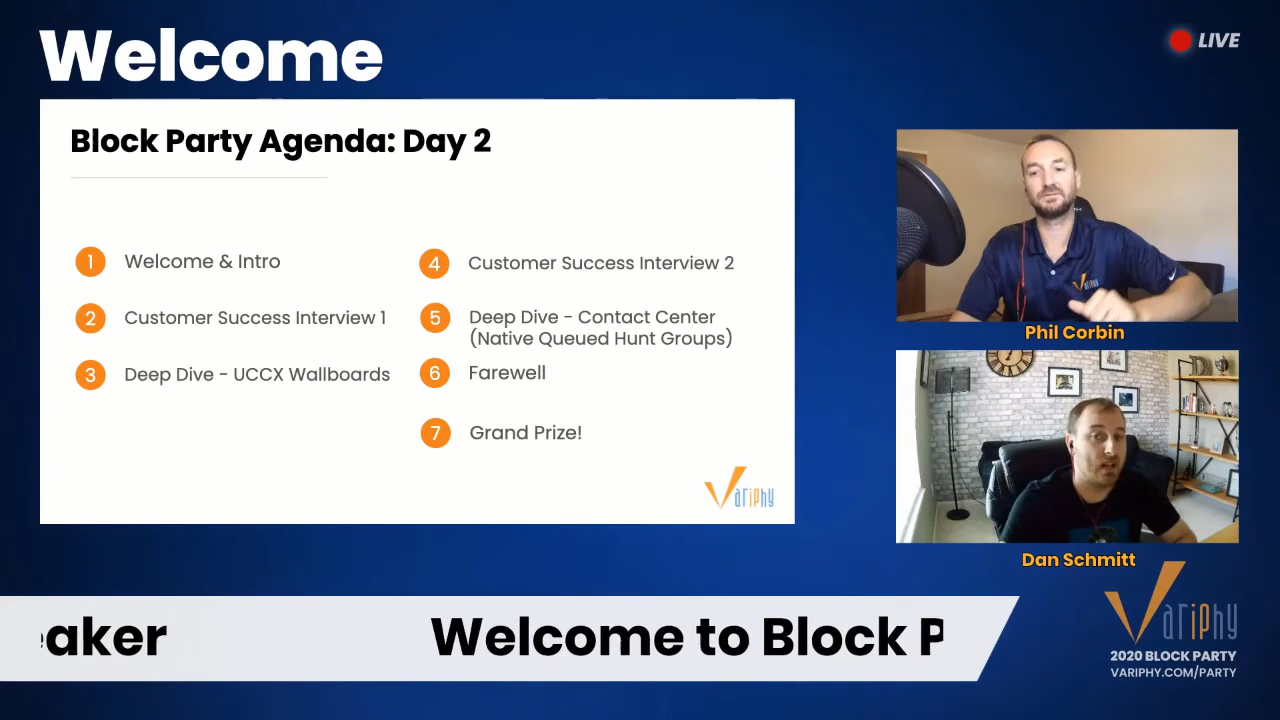 Welcome
LIVE
Block Party Agenda: Day 2
1 Welcome & Intro
2 Customer Success Interview 1
3 Deep Dive - UCCX Wallboards
4 Customer Success Interview 2
5 Deep Dive - Contact Center
(Native Queued Hunt Groups)
6 Farewell
7 Grand Prize!
Variphy
Phil Corbin
Dan Schmitt
eaker Welcome to Block P
Variphy
2020 BLOCK PARTY
VARIPHY.COM/PARTY